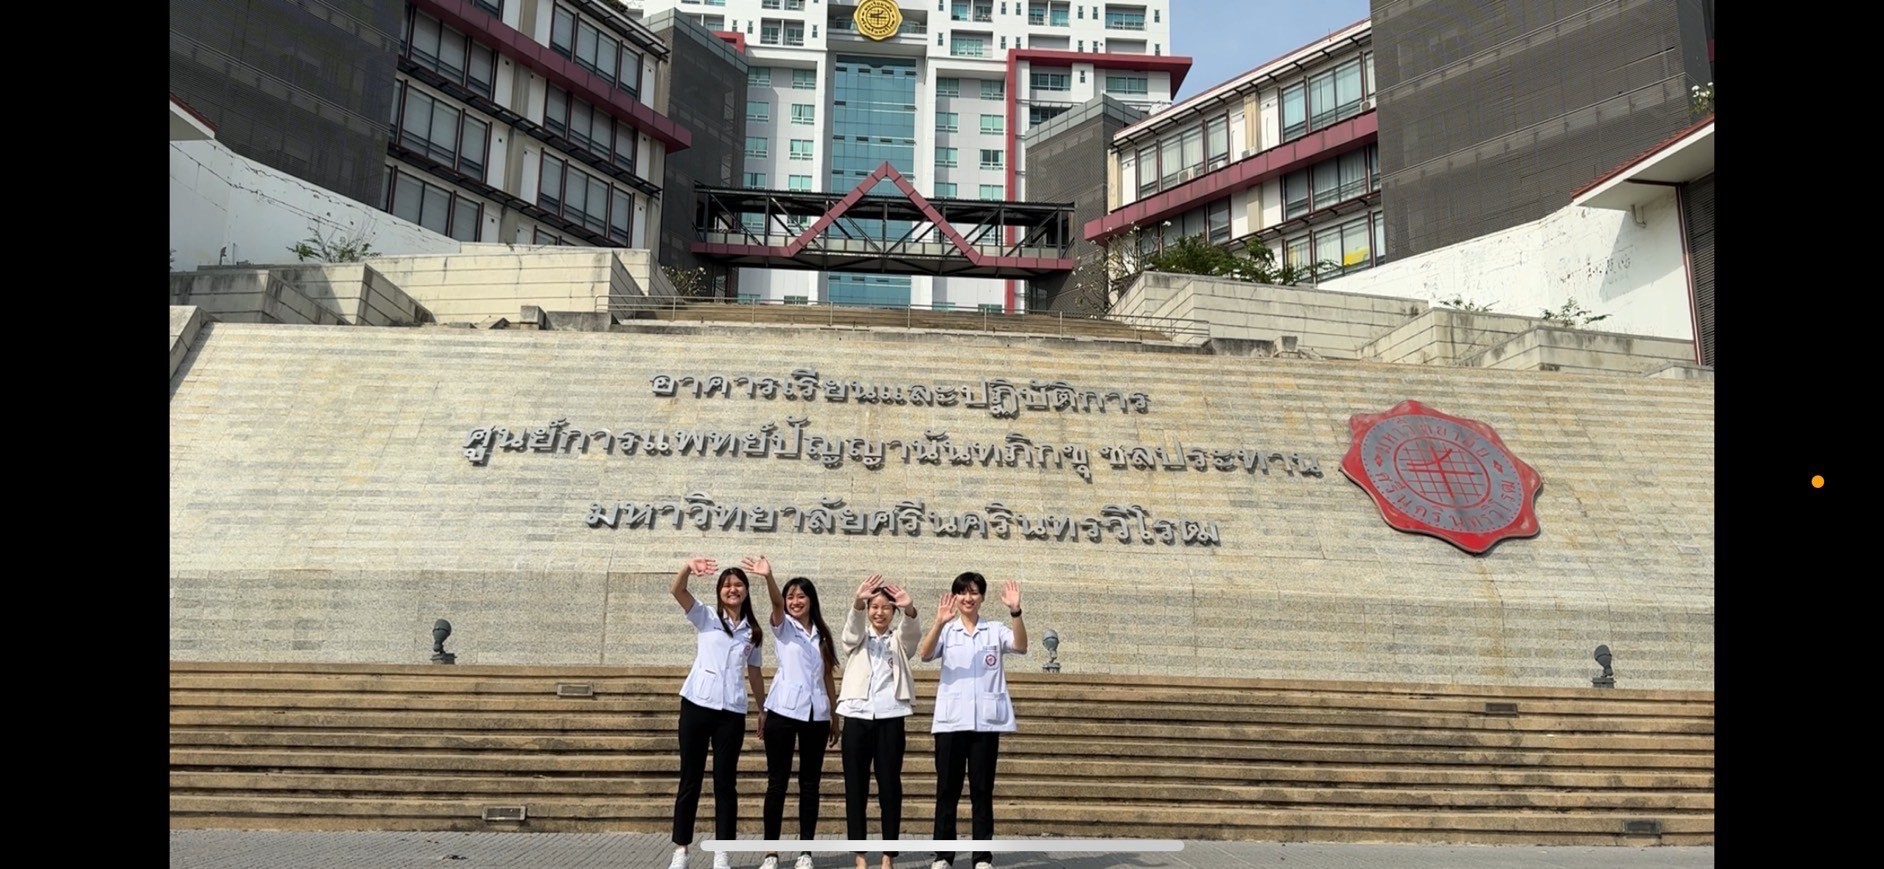 อาคารเรียนและปฏิบัติการ
ศูนย์การแพทย์ปัญญานันทภิกขุ ชลประทาน
มหาวิทยาลัยศรีนครินทรวิโรฒ